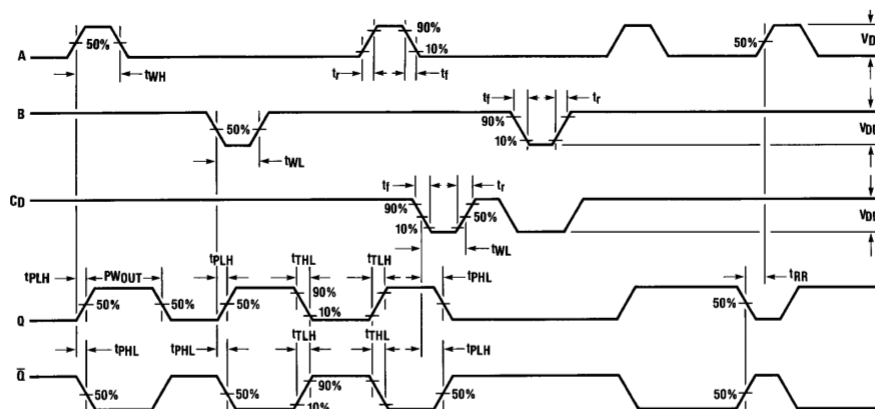 A
50%
tWH
90%
10%
tr
tf
50%
VD
B
50%
tWL
tf
tr
90%
10%
CD
tf
tr
90%
10%
50%
tWL
tPLH
PWOUT
tPLH
tTHL
tTLH
tPHL
tRR
Q
50%
50%
50%
90%
10%
50%
tPHL
tPHL
tTLH
tTHL
tPLH
Q̅
50%
50%
90%
10%
50%
50%